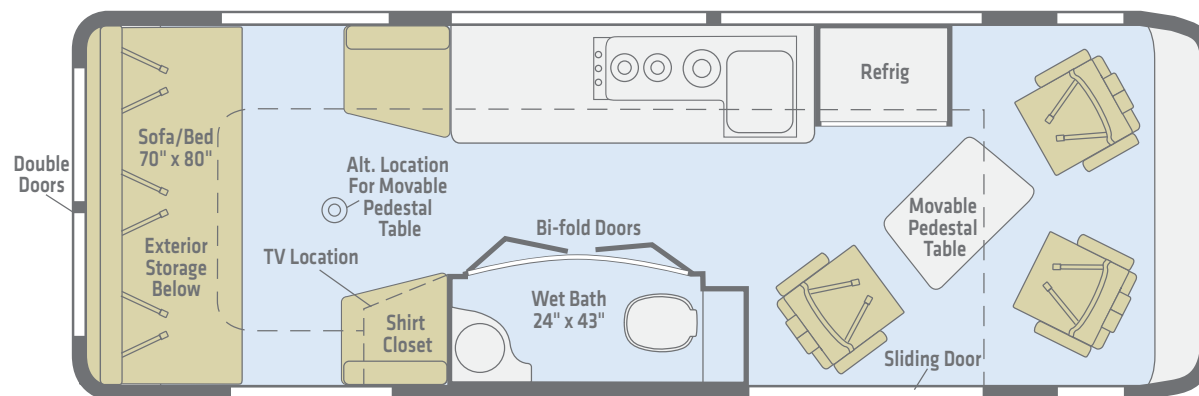 Refrig
Sofa/Bed
70" x 80"
Double
Doors
Alt. Location
For Movable
Pedestal
Table
Movable
Pedestal
Table
Bi-fold Doors
Exterior
Storage
Below
TV Location
Wet Bath
24" x 43"
Shirt
Closet
Sliding Door